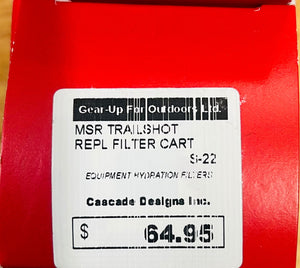 Gear-Up For Outdoors Ltd.
MSR TRAILSHOT
REPL FILTER CART
S-22
EQUIPMENT HYDRATION FILTERS
Cascade Designs Inc.
$ 64.95